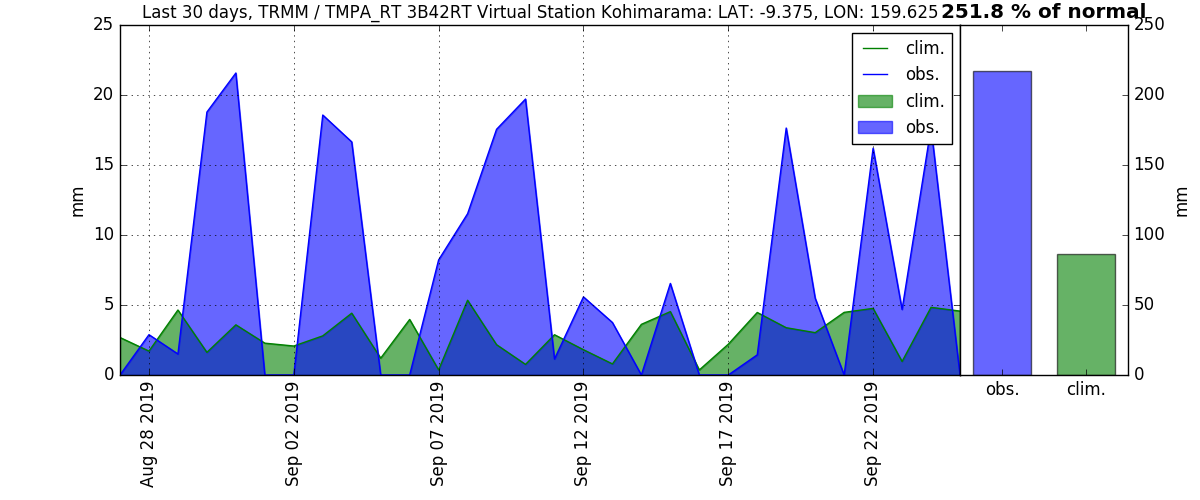 Last 30 days, TRMM / TMPA_RT 3B42RT Virtual Station Kohimarama: LAT: -9.375, LON: 159.625 251.8 % of normal
25
20
15
10
5
0
mm
clim.
obs.
clim.
obs.
250
200
150
100
50
0
mm
obs. clim.
Aug 28 2019
Sep 02 2019
Sep 07 2019
Sep 12 2019
Sep 17 2019
Sep 22 2019